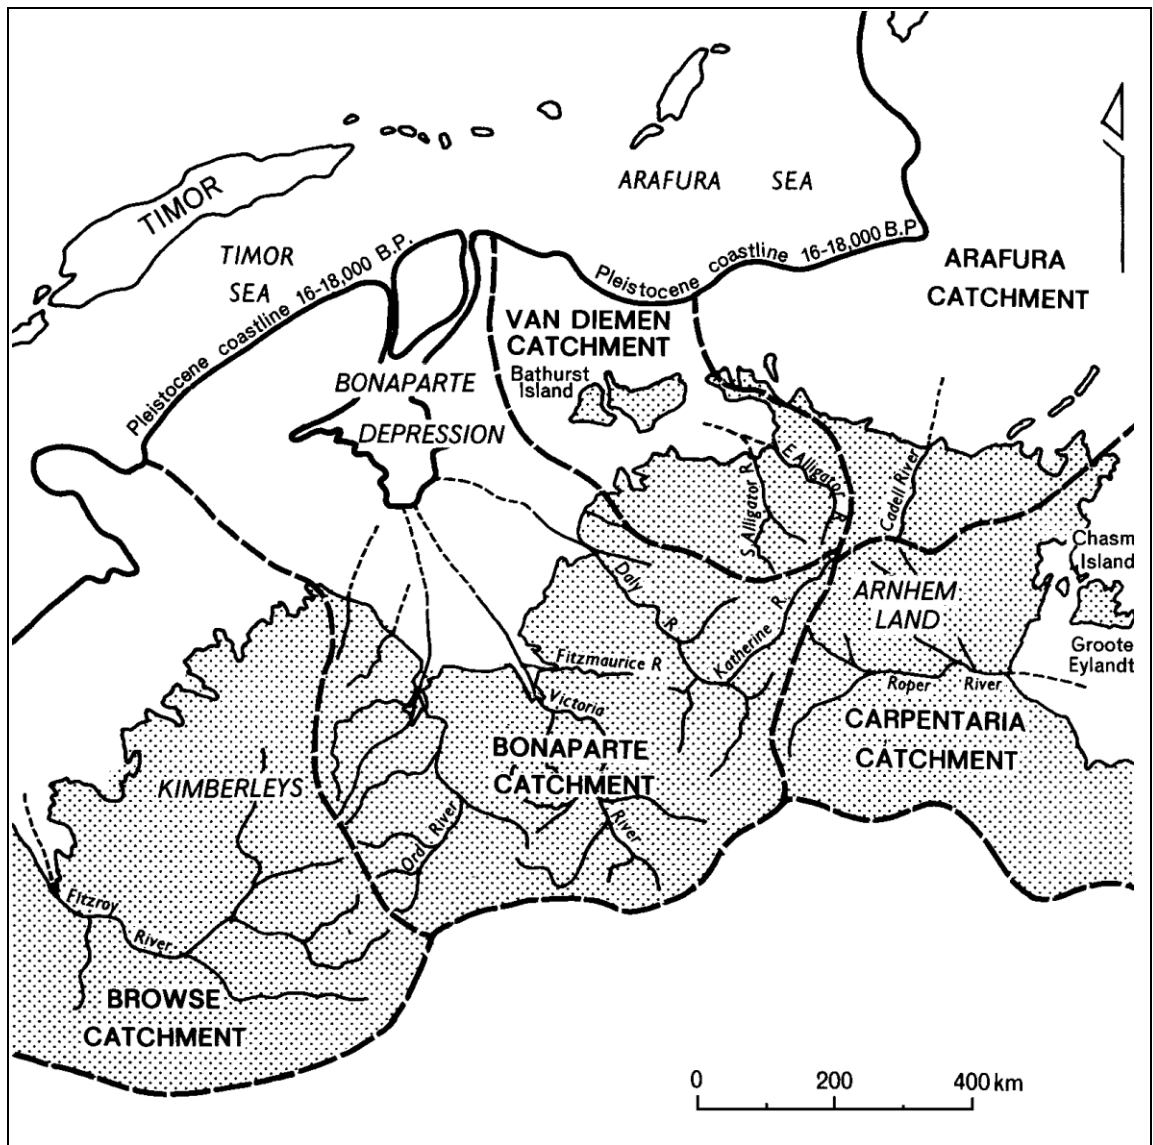 ARAFURA SEA
TIMOR
TIMOR
SEA
Pleistocene coastline 16-18,000 B.P.
Pleistocene coastline 16-18,000 B.P
ARAFURA
CATCHMENT
VAN DIEMEN
CATCHMENT
Bathurst
Island
BONAPARTE
DEPRESSION
S Alligator R
E Alligator R
Cadell River
Chasm
Island
ARNHEM
LAND
Groote
Eylandt
Daly R
Katherine R
Fitzmaurice R
Victoria
River
Roper River
CARPENTARIA
CATCHMENT
BONAPARTE
CATCHMENT
KIMBERLEYS
Ord River
Fitzroy
River
BROWSE
CATCHMENT
0 200 400 km